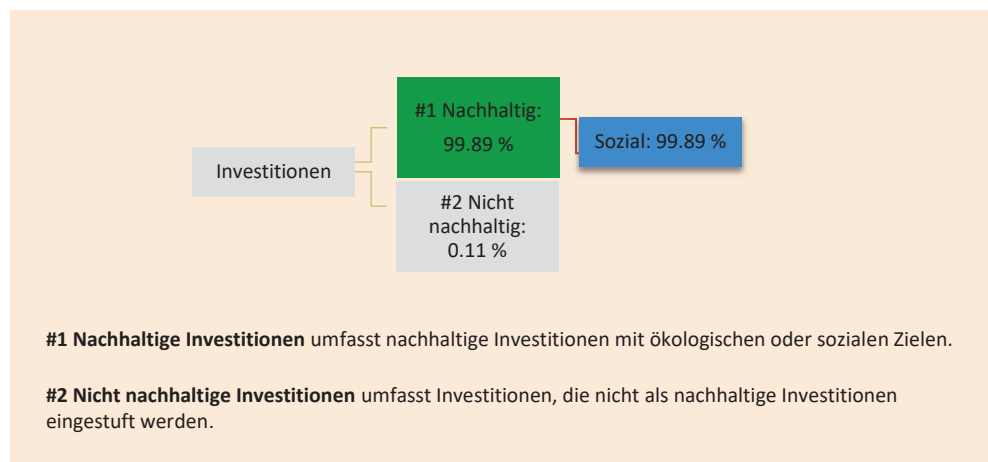 #1 Nachhaltig:
99.89 %
Sozial: 99.89 %
Investitionen
#2 Nicht
nachhaltig:
0.11 %
#1 Nachhaltige Investitionen umfasst nachhaltige Investitionen mit ökologischen oder sozialen Zielen.
#2 Nicht nachhaltige Investitionen umfasst Investitionen, die nicht als nachhaltige Investitionen
eingestuft werden.